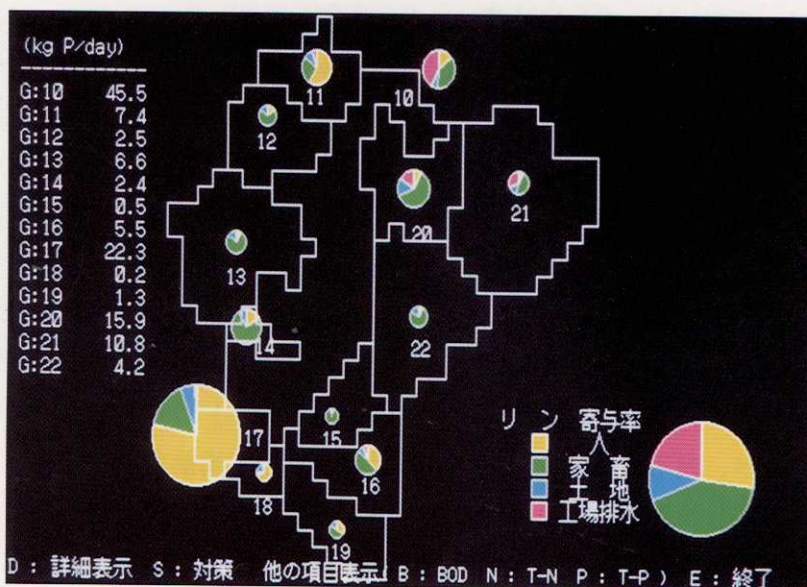 (kg P/day)
G:10 45.5
G:11 7.4
G:12 2.5
G:13 6.6
G:14 2.4
G:15 0.5
G:16 5.5
G:17 22.3
G:18 0.2
G:19 1.3
G:20 15.9
G:21 10.8
G:22 4.2
11
10
12
20
21
13
14
22
15
17
16
18
19
リン 寄与率
人
家畜
土地
工場排水
D : 詳細表示 S : 対策 他の項目表示( B : BOD N : T-N P : T-P ) E : 終了